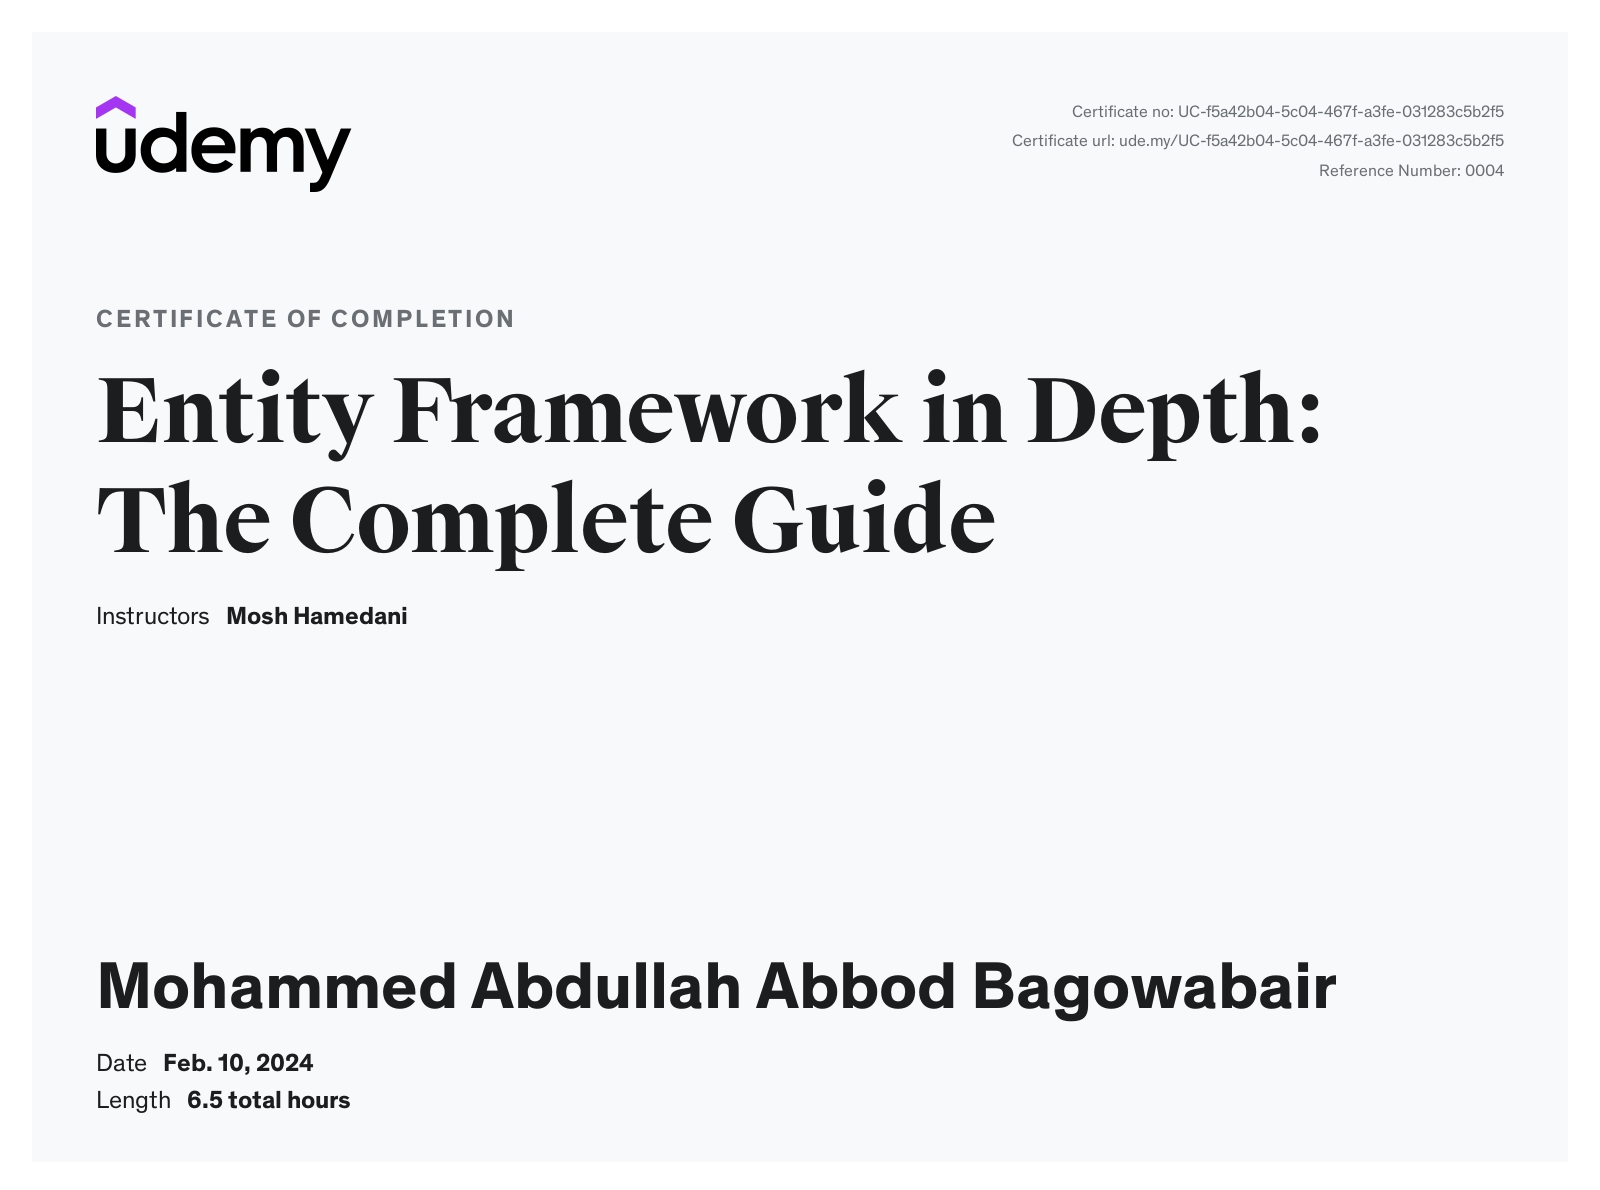 udemy
Certificate no: UC-f5a42b04-5c04-467f-a3fe-031283c5b2f5
Certificate url: ude.my/UC-f5a42b04-5c04-467f-a3fe-031283c5b2f5
Reference Number: 0004
CERTIFICATE OF COMPLETION
Entity Framework in Depth:
The Complete Guide
Instructors Mosh Hamedani
Mohammed Abdullah Abbod Bagowabair
Date Feb. 10, 2024
Length 6.5 total hours